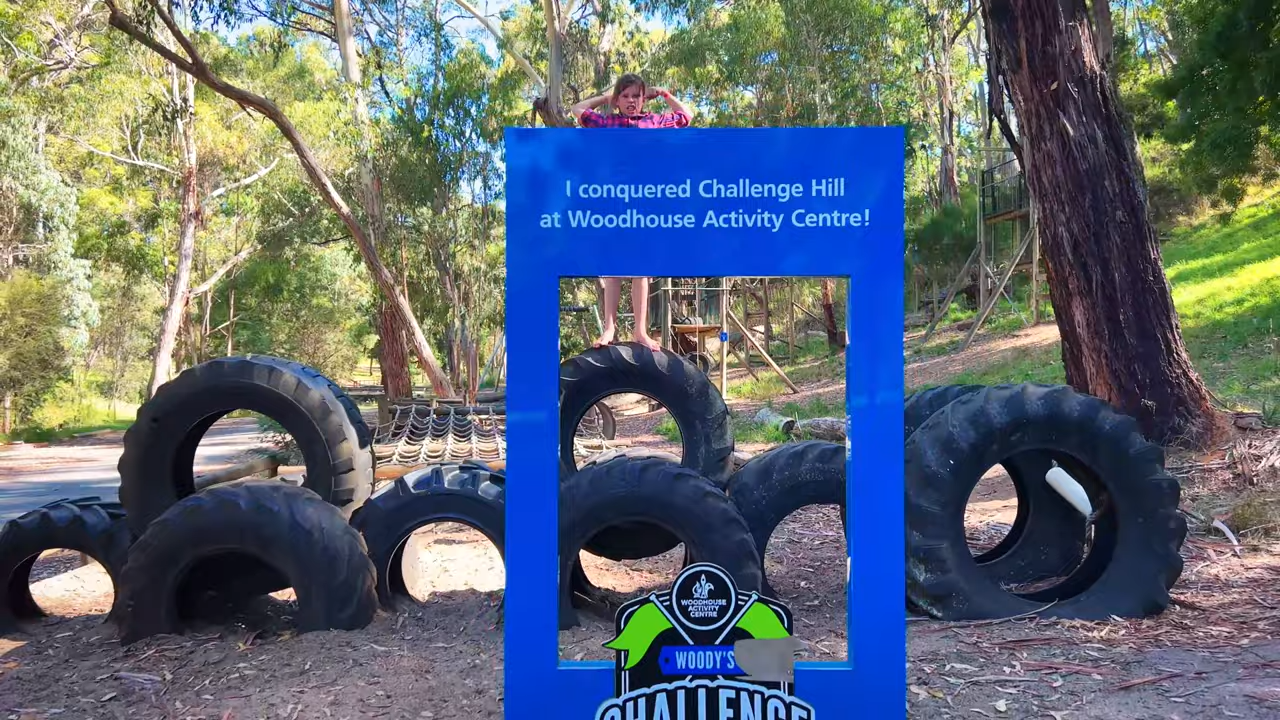 I conquered Challenge Hill
at Woodhouse Activity Centre!
WOODHOUSE
ACTIVITY
CENTRE
WOODY'S
CHALLENGE